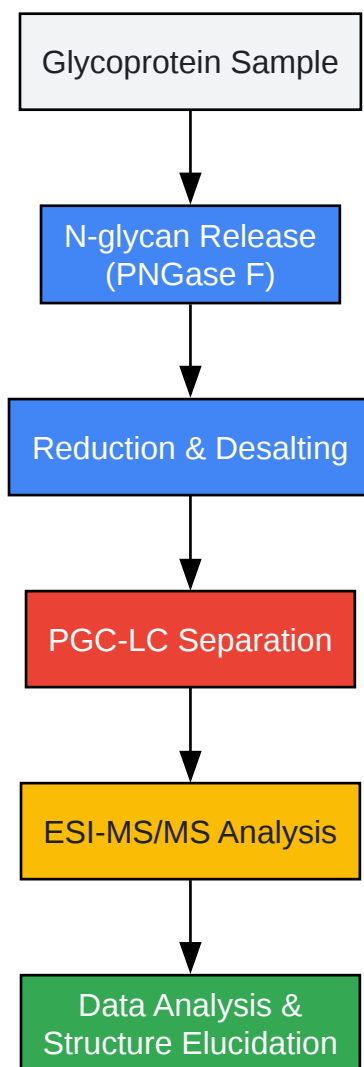 Glycoprotein Sample
N-glycan Release
(PNGase F)
Reduction & Desalting
PGC-LC Separation
ESI-MS/MS Analysis
Data Analysis &
Structure Elucidation